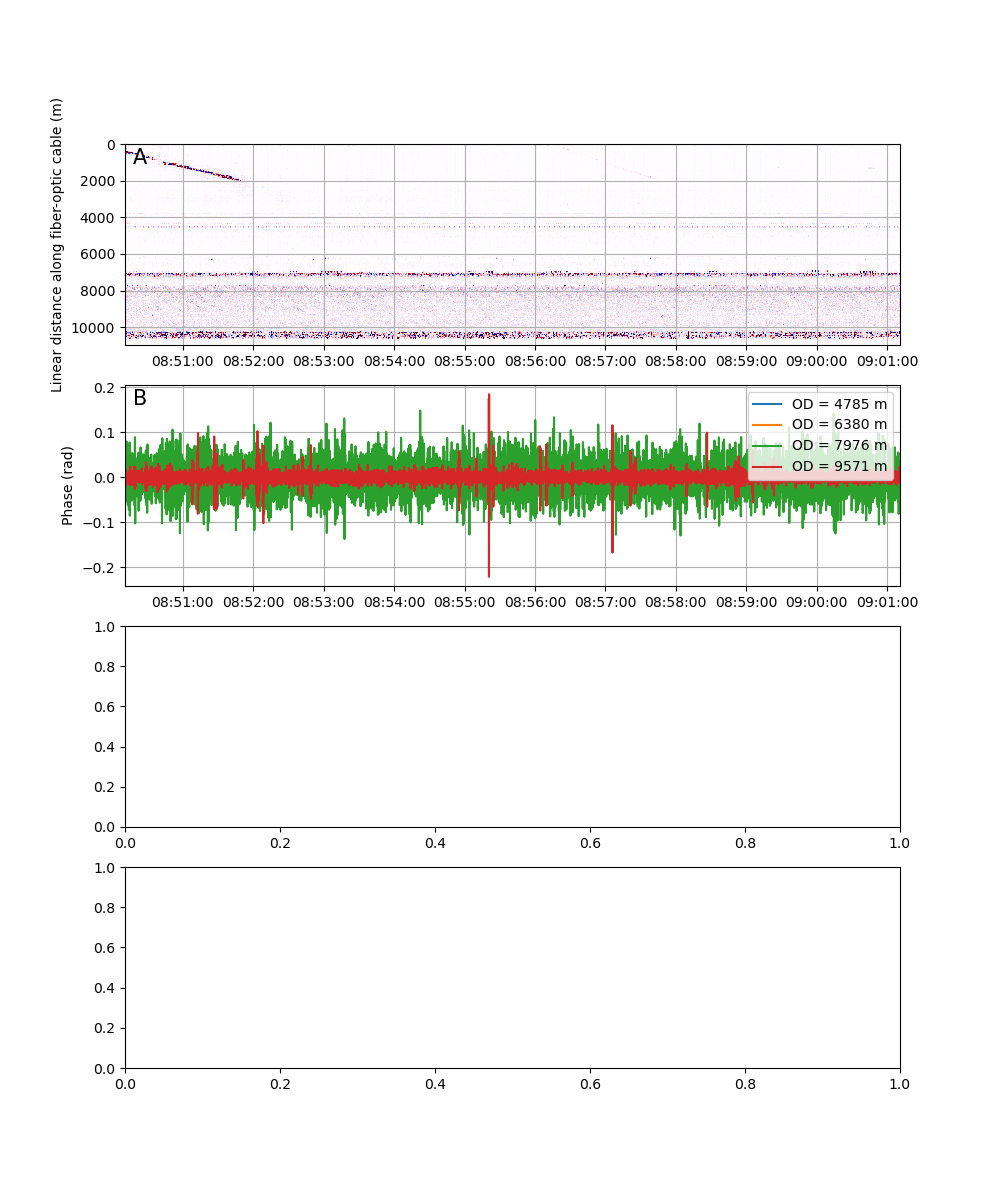 Linear distance along fiber-optic cable (m)
A
0
2000
4000
6000
8000
10000
08:51:00 08:52:00 08:53:00 08:54:00 08:55:00 08:56:00 08:57:00 08:58:00 08:59:00 09:00:00 09:01:00
Phase (rad)
B
0.2
0.1
0.0
−0.1
−0.2
OD = 4785 m
OD = 6380 m
OD = 7976 m
OD = 9571 m
08:51:00 08:52:00 08:53:00 08:54:00 08:55:00 08:56:00 08:57:00 08:58:00 08:59:00 09:00:00 09:01:00
1.0
0.8
0.6
0.4
0.2
0.0
0.0 0.2 0.4 0.6 0.8 1.0
1.0
0.8
0.6
0.4
0.2
0.0
0.0 0.2 0.4 0.6 0.8 1.0